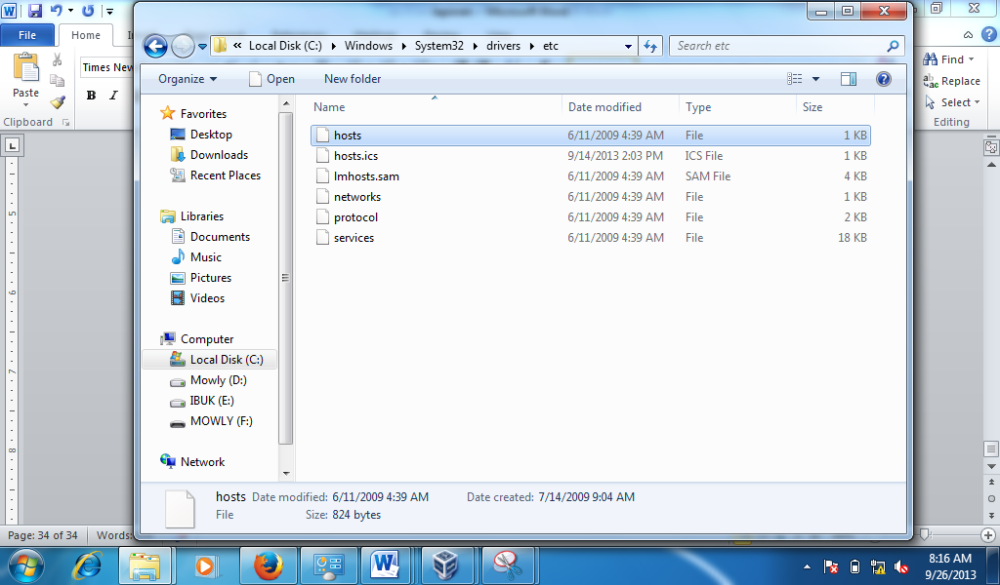 File
Home
Paste
Clipboard
Times New
B I
Find
Replace
Select
Editing
« Local Disk (C:) Windows System32 drivers etc
Search etc
Organize Open New folder
Name Date modified Type Size
hosts 6/11/2009 4:39 AM File 1 KB
hosts.ics 9/14/2013 2:03 PM ICS File 1 KB
lmhosts.sam 6/11/2009 4:39 AM SAM File 4 KB
networks 6/11/2009 4:39 AM File 1 KB
protocol 6/11/2009 4:39 AM File 2 KB
services 6/11/2009 4:39 AM File 18 KB
Favorites
Desktop
Downloads
Recent Places
Libraries
Documents
Music
Pictures
Videos
Computer
Local Disk (C:)
Mowly (D:)
IBUK (E:)
MOWLY (F:)
Network
hosts Date modified: 6/11/2009 4:39 AM Date created: 7/14/2009 9:04 AM
File Size: 824 bytes
5
6
7
8
Page: 34 of 34 Words:
8:16 AM
9/26/2013